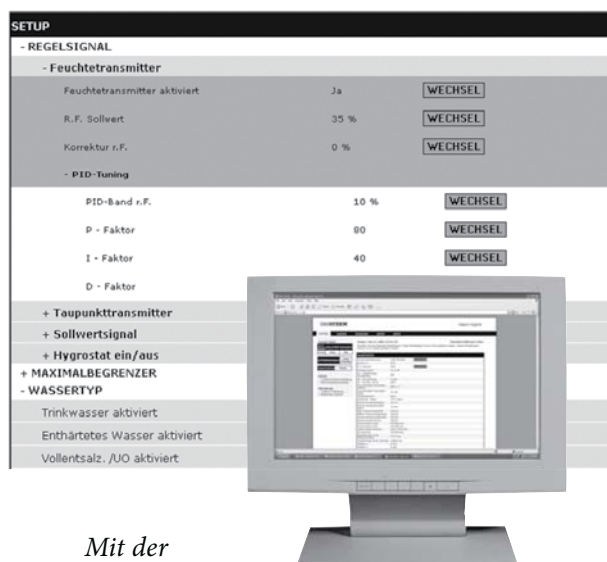 SETUP
- REGELSIGNAL
- Feuchtetransmitter
Feuchtetransmitter aktiviert Ja WECHSEL
R.F. Sollwert 35 % WECHSEL
Korrektur r.F. 0 % WECHSEL
- PID-Tuning
PID-Band r.F. 10 % WECHSEL
P - Faktor 80 WECHSEL
I - Faktor 40 WECHSEL
D - Faktor
+ Taupunkttransmitter
+ Sollwertsignal
+ Hygrostat ein/aus
+ MAXIMALBEGRENZER
- WASSERTYP
Trinkwasser aktiviert
Enthärtetes Wasser aktiviert
Vollentsalz. /UO aktiviert
Mit der